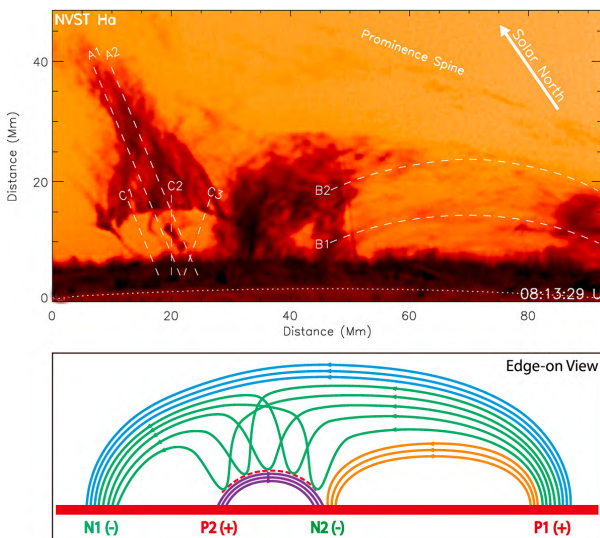 NVST Ha
A1
A2
Prominence Spine
Solar North
C1
C2
C3
B2
B1
08:13:29 U
40
20
0
Distance (Mm)
0
20
40
60
80
Distance (Mm)
Edge-on View
N1 (-)
P2 (+)
N2 (-)
P1 (+)